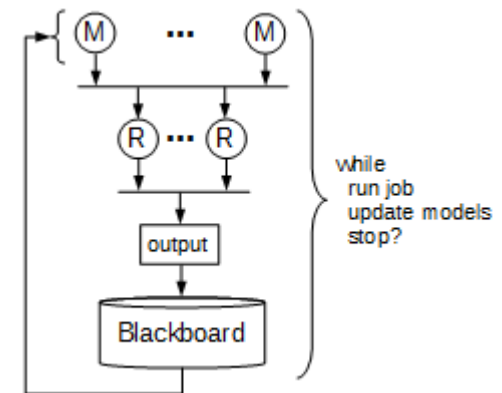 M ... M
R ... R
output
Blackboard
while
run job
update models
stop?